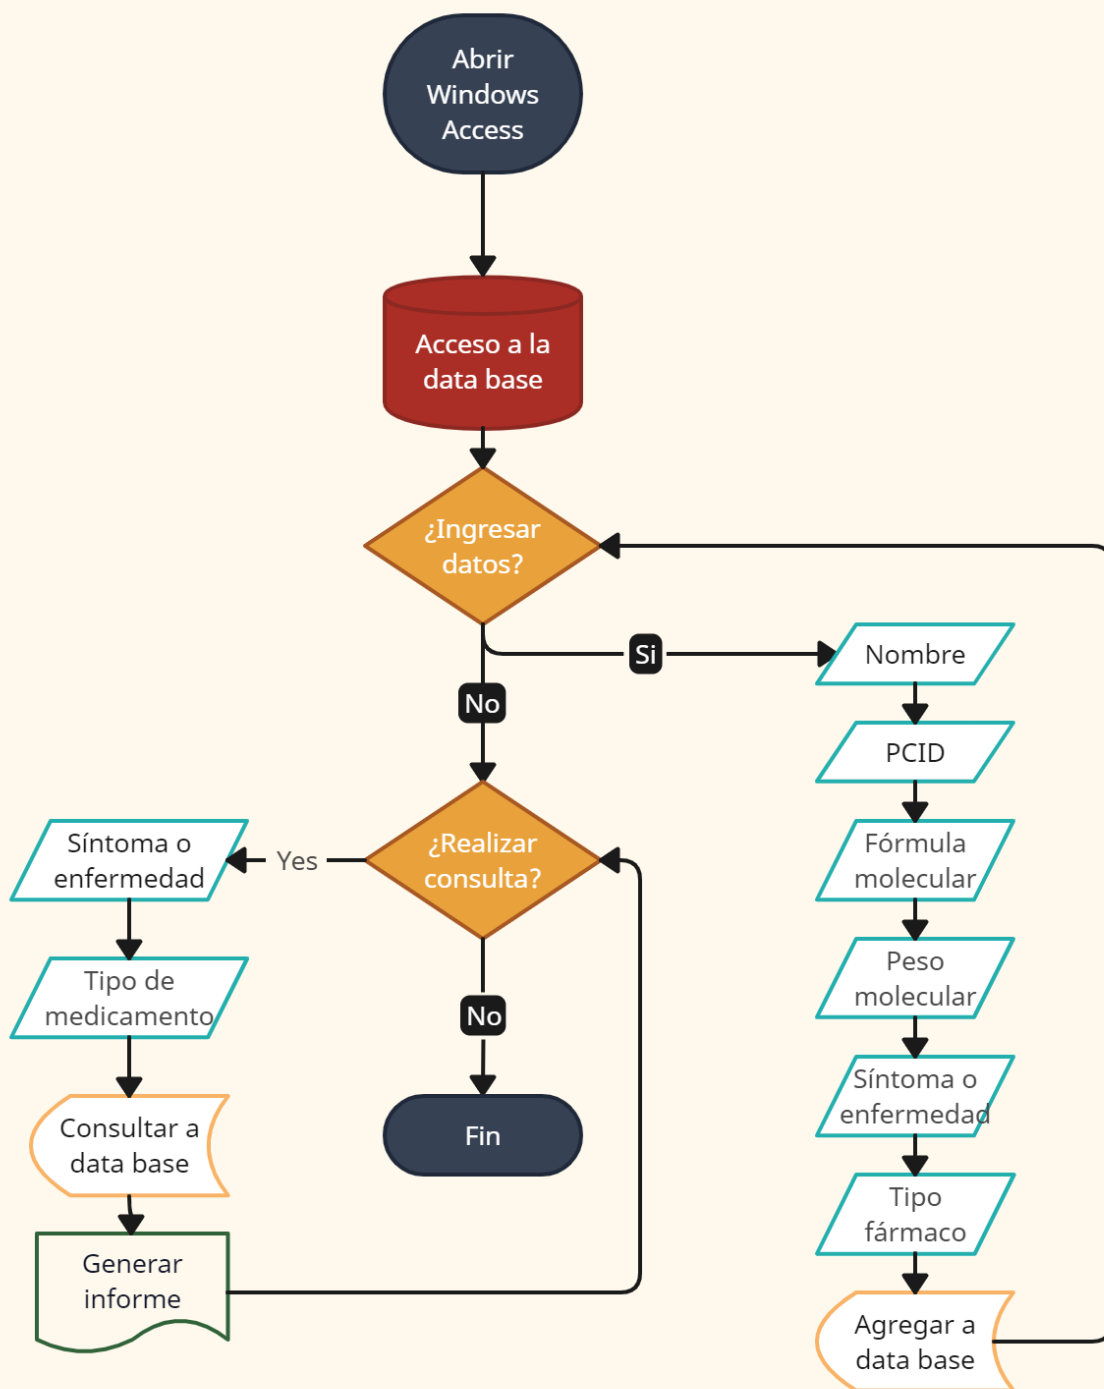 Abrir
Windows
Access
Acceso a la
data base
¿Ingresar
datos?
Si
Nombre
No
PCID
¿Realizar
consulta?
Yes
Síntoma o
enfermedad
Fórmula
molecular
Tipo de
medicamento
Peso
molecular
No
Síntoma o
enfermedad
Consultar a
data base
Fin
Tipo
fármaco
Generar
informe
Agregar a
data base